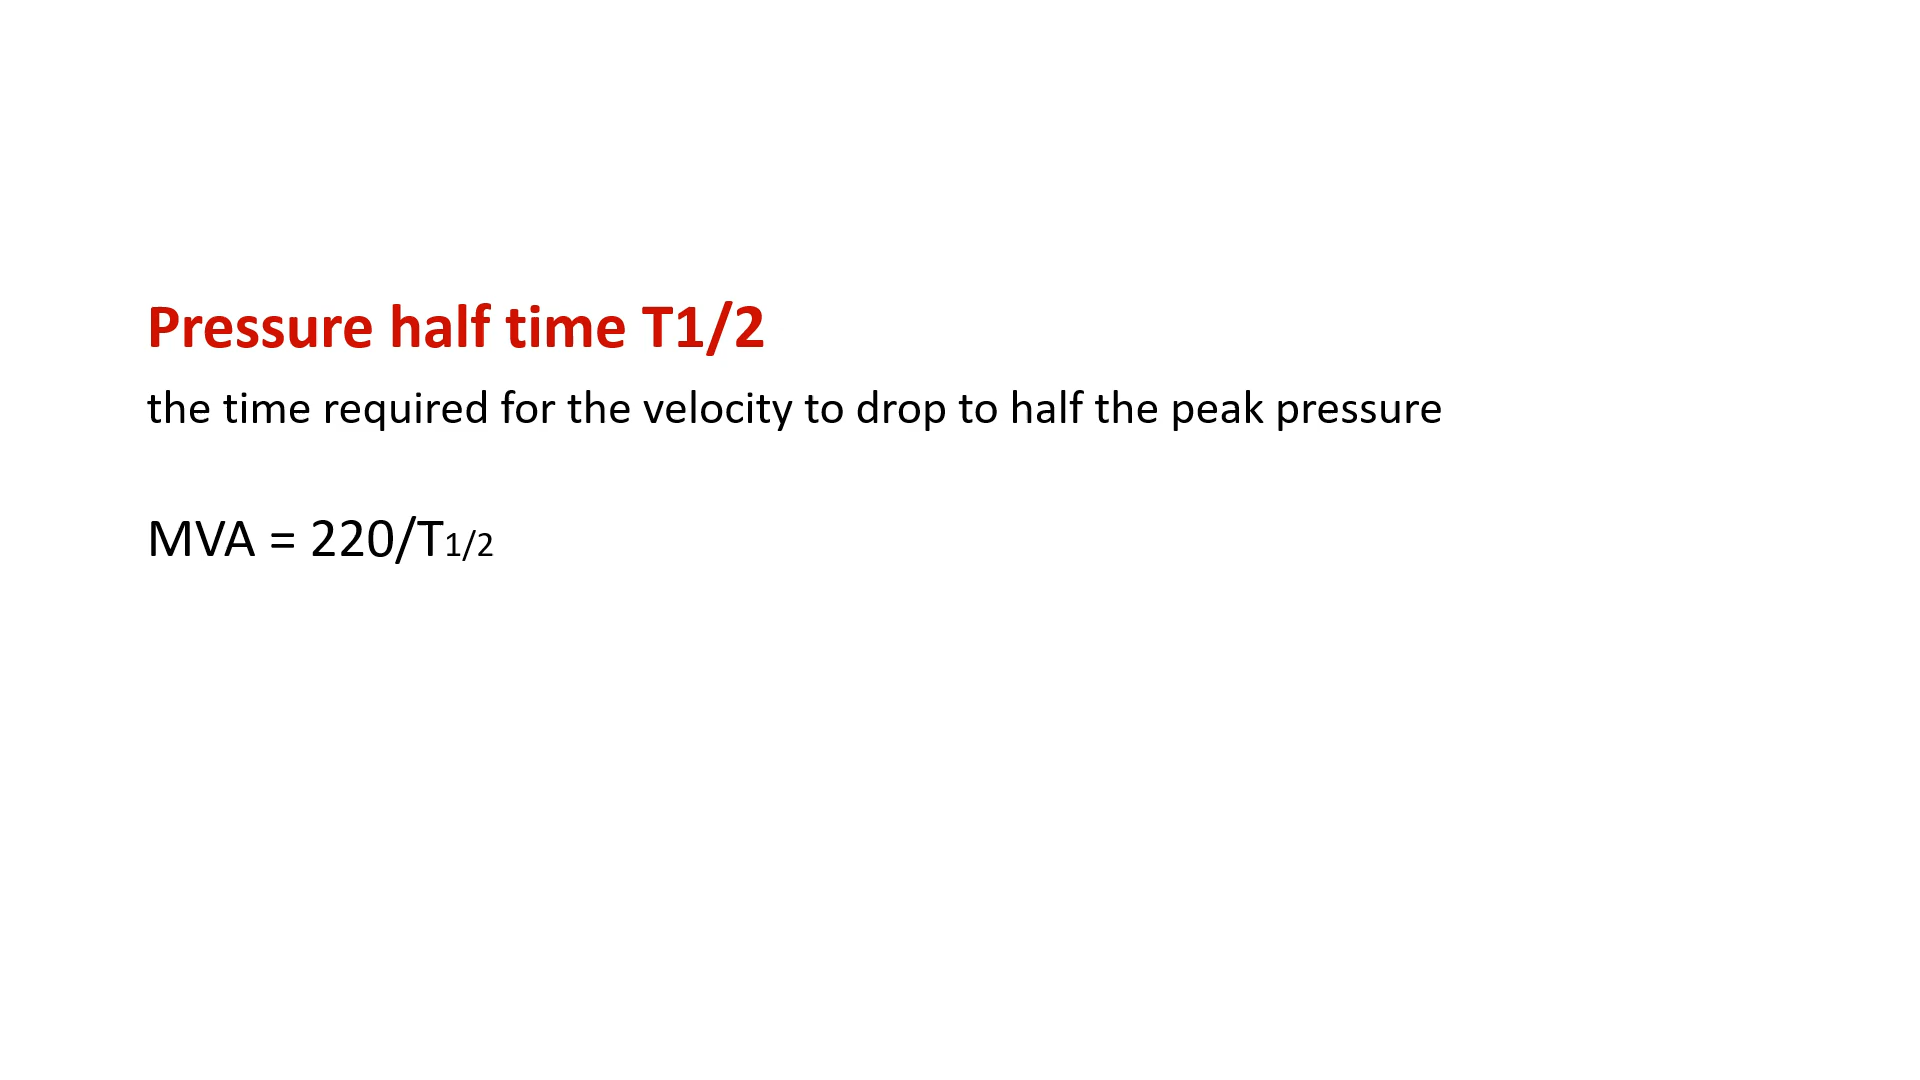 Pressure half time T1/2
the time required for the velocity to drop to half the peak pressure
MVA = 220/T1/2